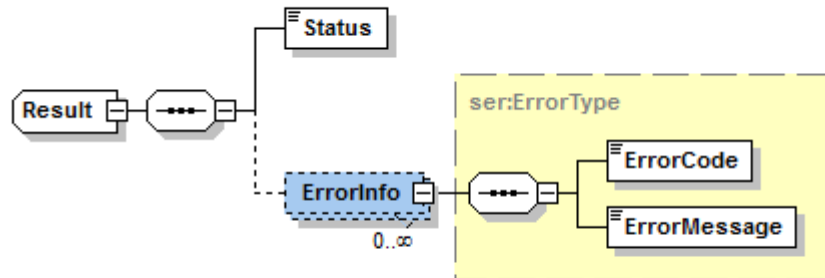 Status
Result
ser:ErrorType
ErrorCode
ErrorInfo
ErrorMessage
0..∞